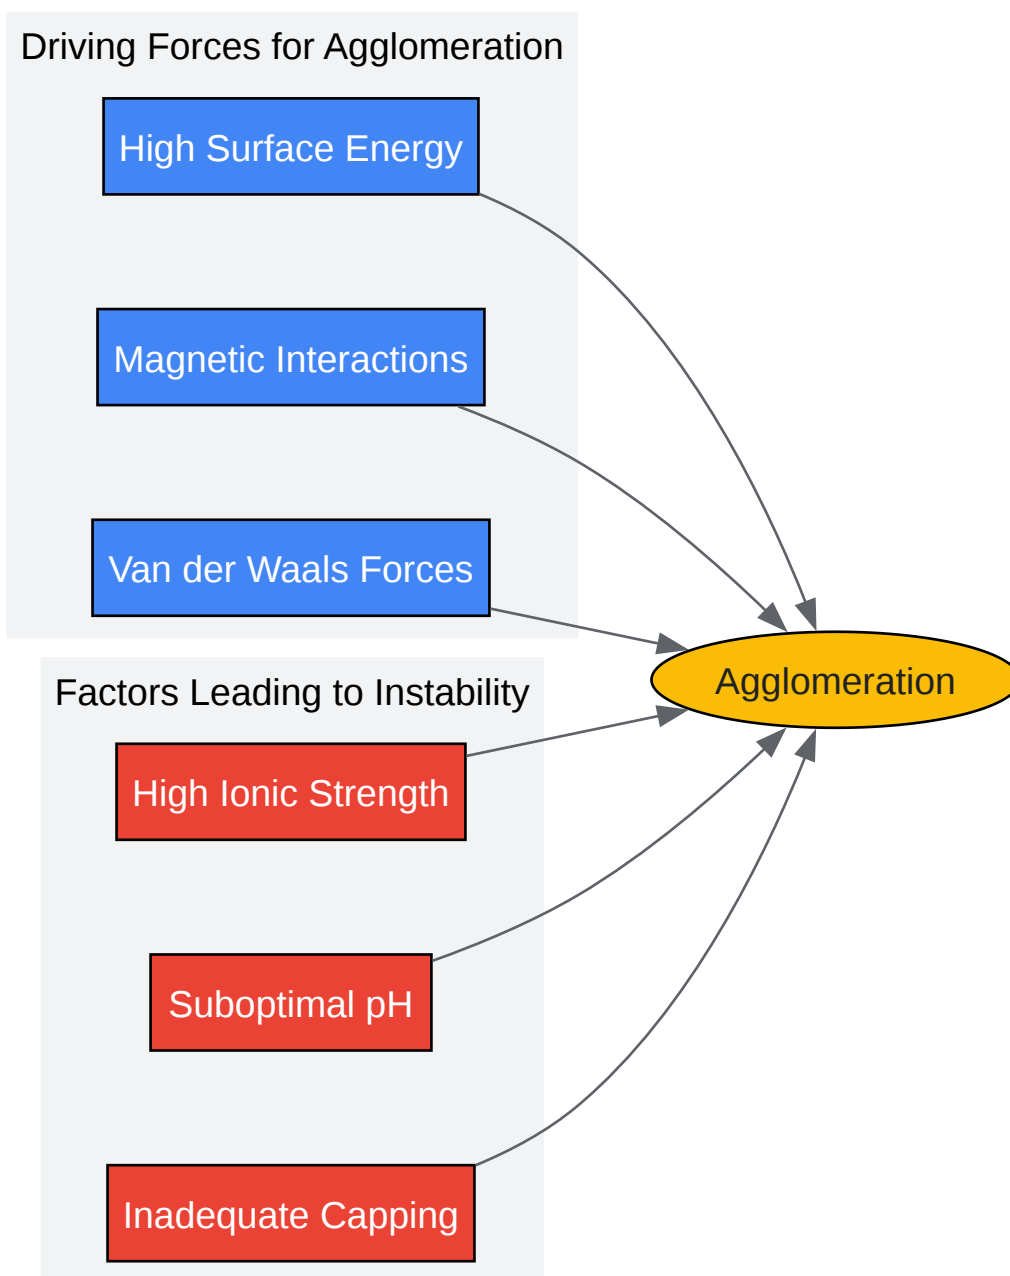 Driving Forces for Agglomeration
High Surface Energy
Magnetic Interactions
Van der Waals Forces
Agglomeration
Factors Leading to Instability
High Ionic Strength
Suboptimal pH
Inadequate Capping